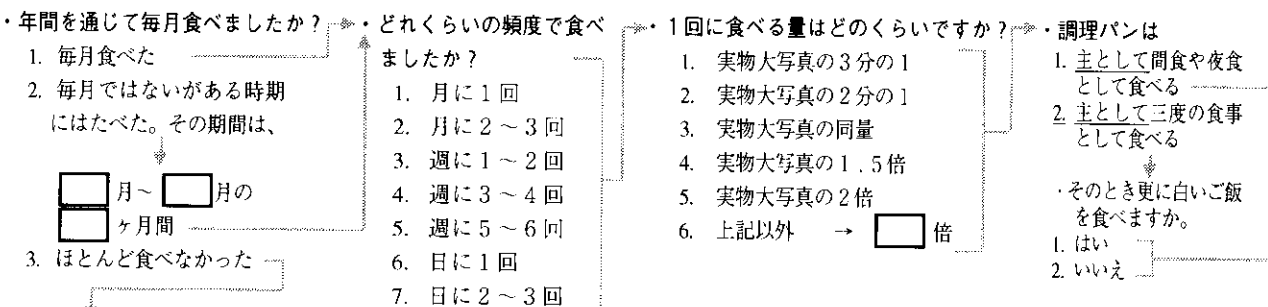 ・年間を通じて毎月食べましたか？
1. 毎月食べた
2. 毎月ではないがある時期
にはたべた。その期間は、
月～ 月の
ヶ月間
3. ほとんど食べなかった
・どれくらいの頻度で食べ
ましたか？
1. 月に１回
2. 月に２～３回
3. 週に１～２回
4. 週に３～４回
5. 週に５～６回
6. 日に１回
7. 日に２～３回
・１回に食べる量はどのくらいですか？
1. 実物大写真の３分の１
2. 実物大写真の２分の１
3. 実物大写真の同量
4. 実物大写真の１.５倍
5. 実物大写真の２倍
6. 上記以外 → 倍
・調理パンは
1. 主として間食や夜食
として食べる
2. 主として三度の食事
として食べる
・そのとき更に白いご飯
を食べますか。
1. はい
2. いいえ